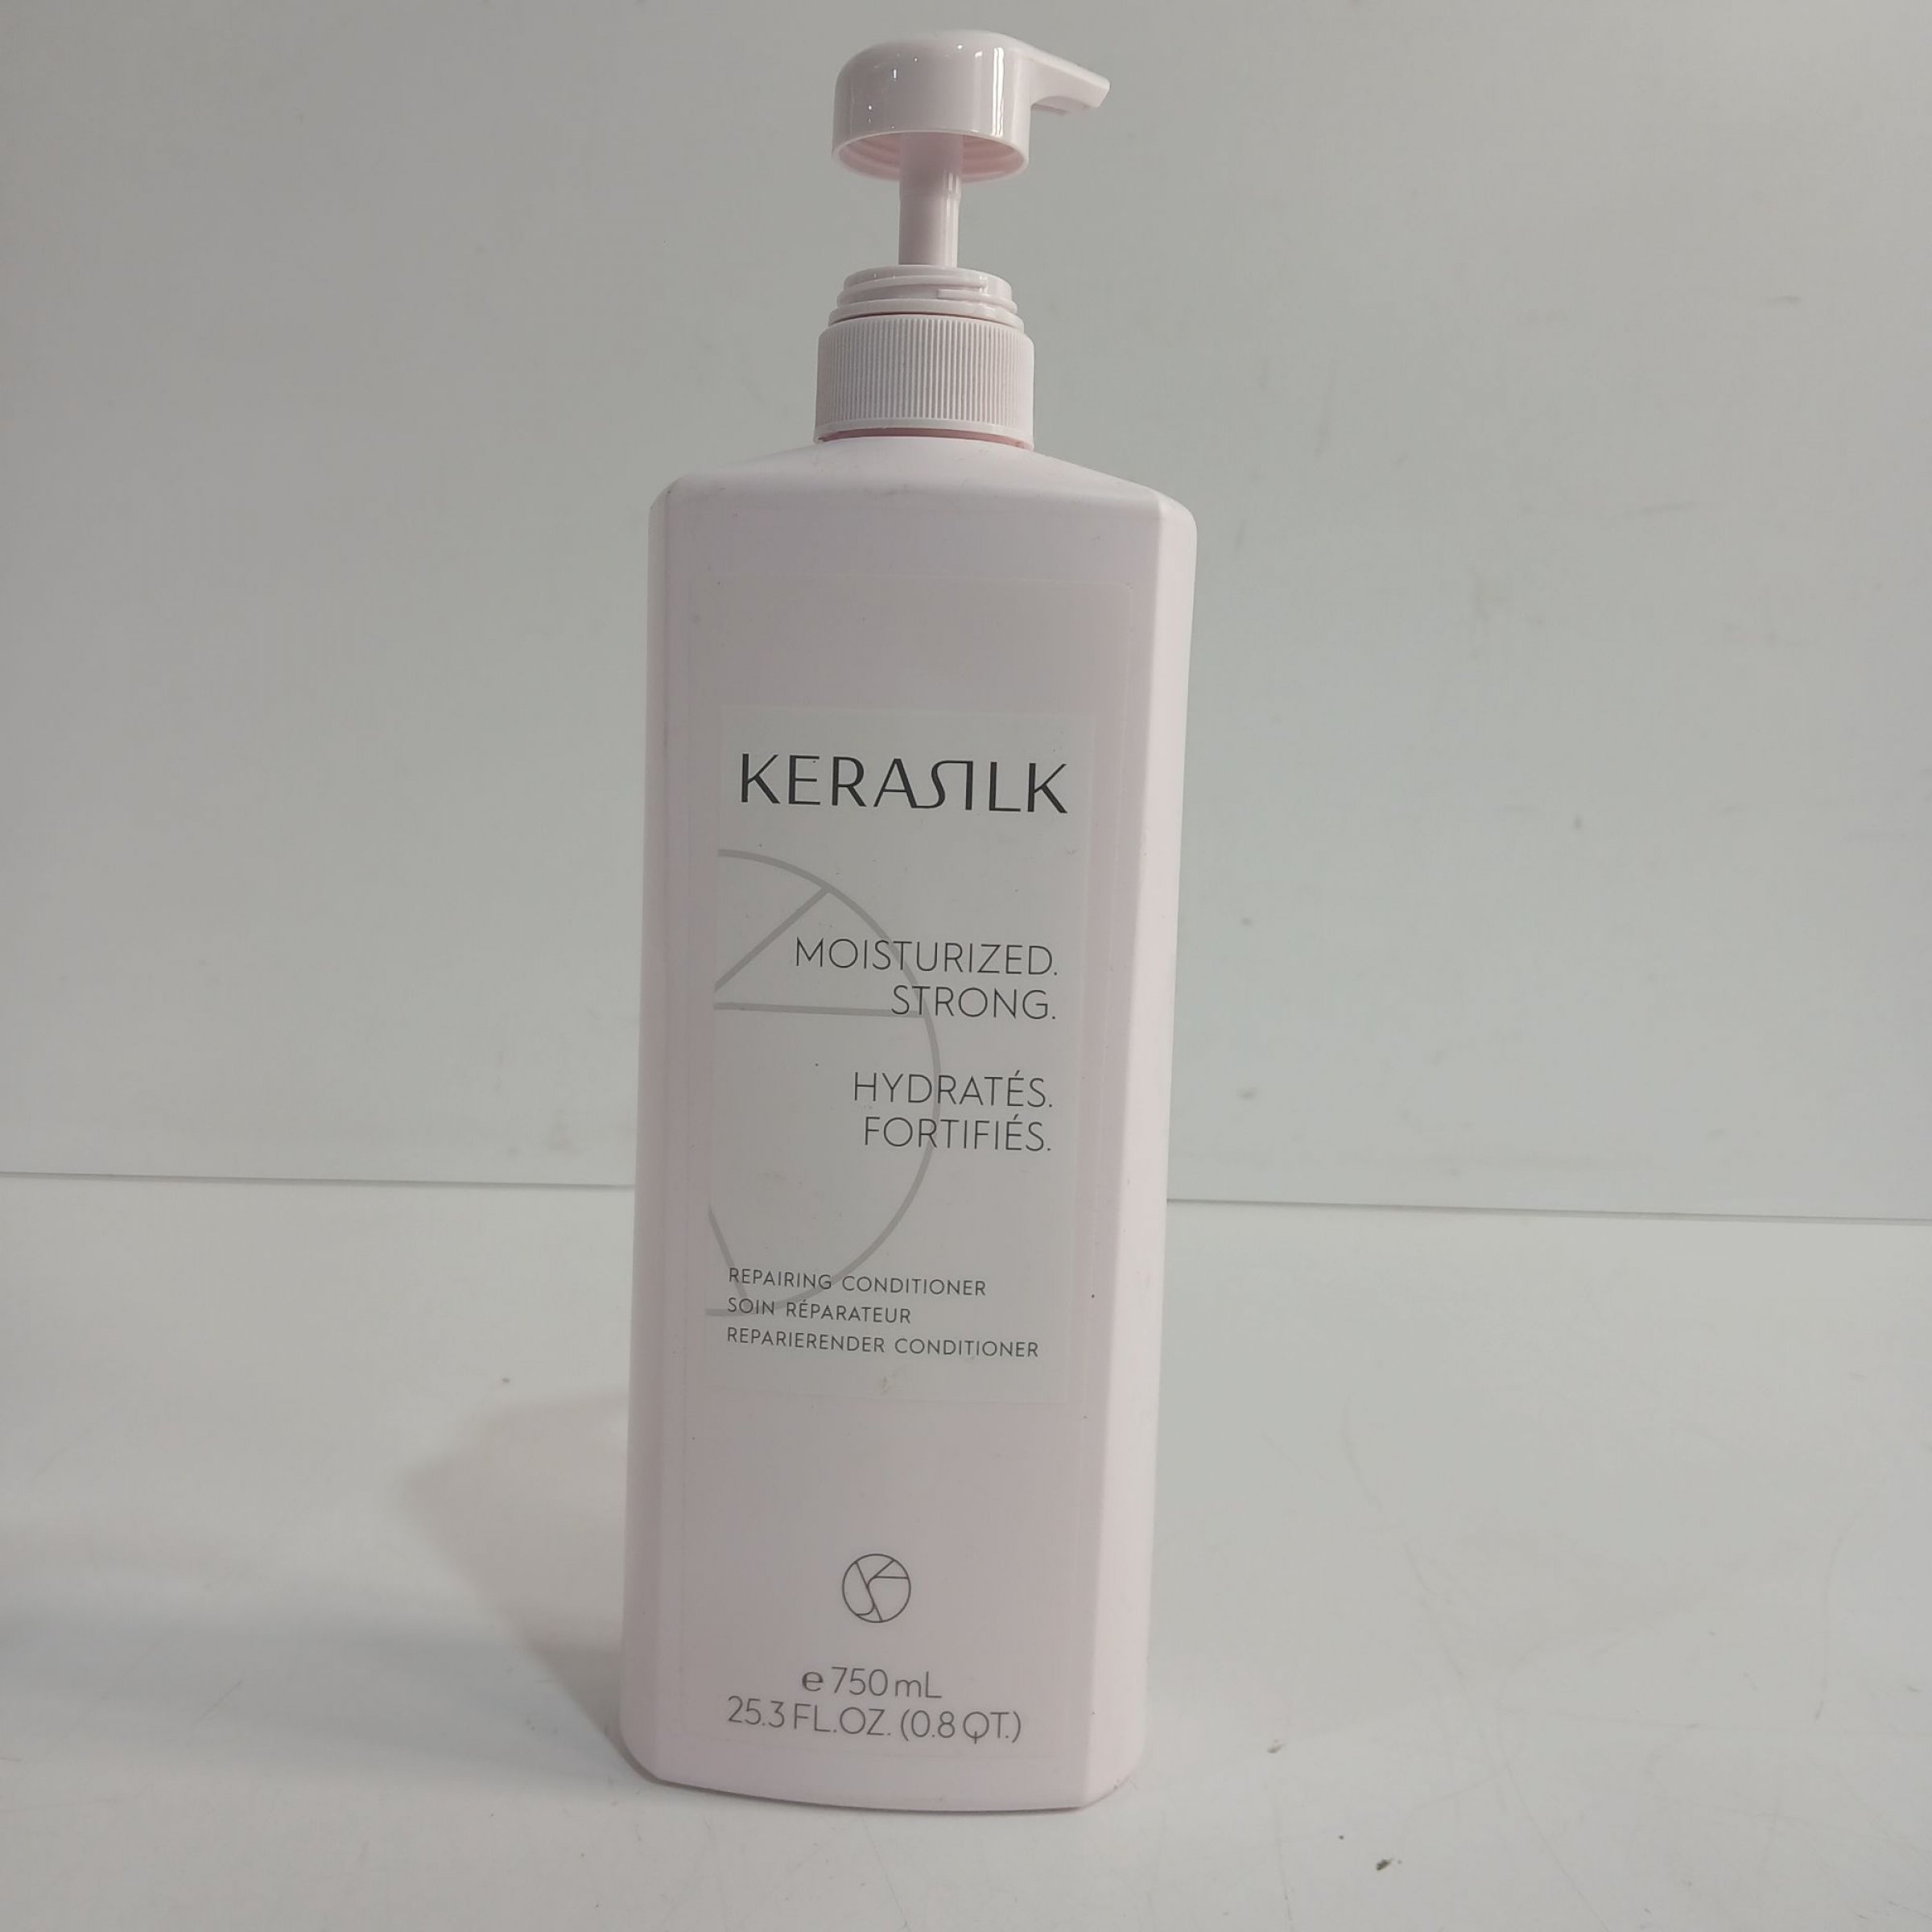 KERASILK
MOISTURIZED.
STRONG.
HYDRATÉS.
FORTIFIÉS.
REPAIRING CONDITIONER
SOIN RÉPARATEUR
REPARIERENDER CONDITIONER
℮ 750 mL
25.3 FL.OZ. (0.8 QT.)